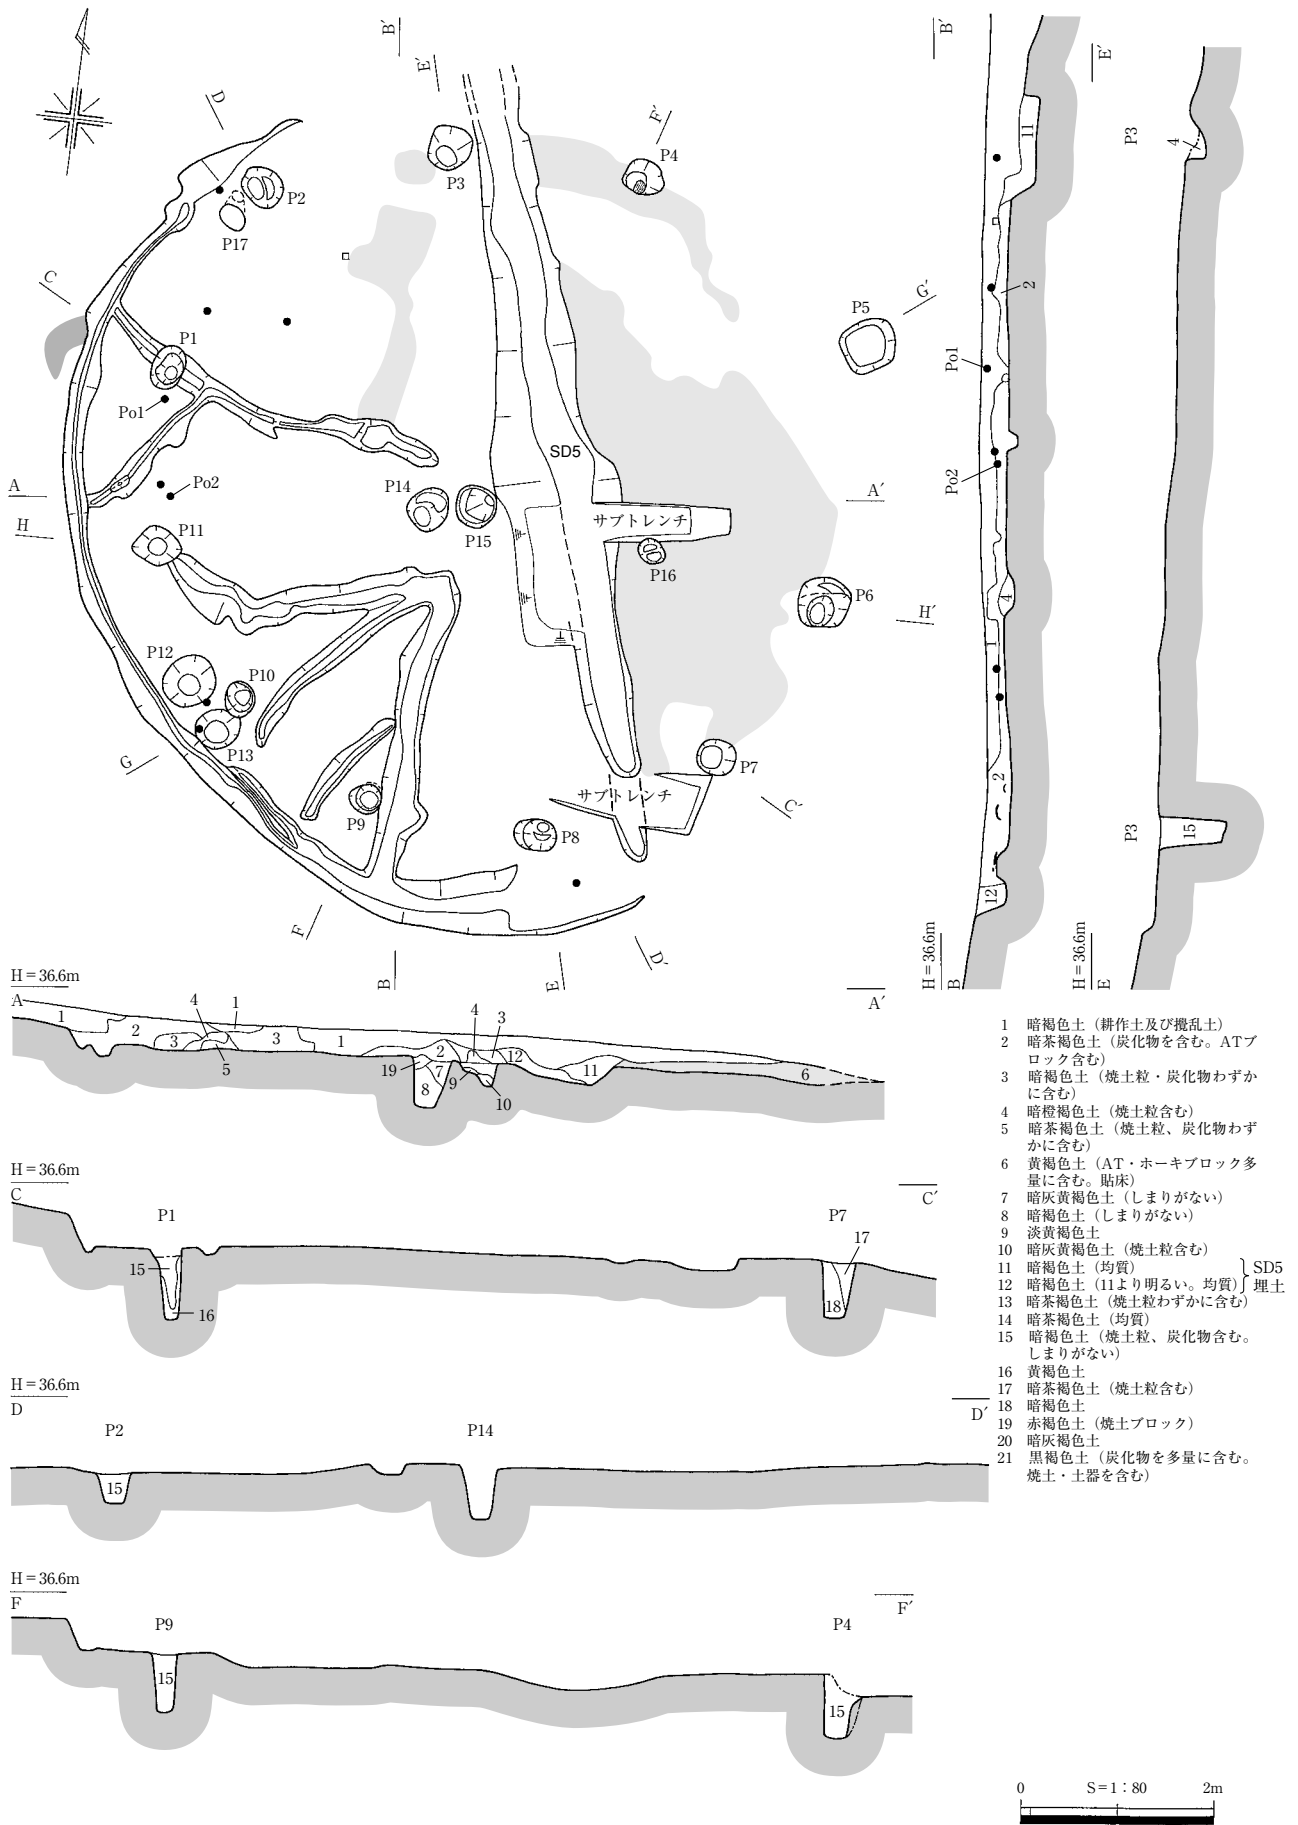 B′
E′
D
F′
P4
P3
P2
P17
C
G′
P5
P1
Po1
SD5
A
H
Po2
P14
P15
サブトレンチ
A′
P11
P16
P6
H′
P12
P10
P13
G
P9
サブトレンチ
P7
C′
P8
F
B
E
D′
B′
11
2
Po1
Po2
4
1
2
12
H＝36.6m
B
E′
P3
4
P3
15
H＝36.6m
E
H＝36.6m
A
A′
1
2
4
1
3
3
5
1
4
3
2
12
19
7
8
9
10
11
6
H＝36.6m
C
C′
P1
P7
15
16
17
18
H＝36.6m
D
D′
P2
P14
15
H＝36.6m
F
F′
P9
P4
15
15
1 暗褐色土（耕作土及び攪乱土）
2 暗茶褐色土（炭化物を含む。ATブ
ロック含む）
3 暗褐色土（焼土粒・炭化物わずか
に含む）
4 暗橙褐色土（焼土粒含む）
5 暗茶褐色土（焼土粒、炭化物わず
かに含む）
6 黄褐色土（AT・ホーキブロック多
量に含む。貼床）
7 暗灰黄褐色土（しまりがない）
8 暗褐色土（しまりがない）
9 淡黄褐色土
10 暗灰黄褐色土（焼土粒含む）
11 暗褐色土（均質）
12 暗褐色土（11より明るい。均質）
SD5
埋土
13 暗茶褐色土（焼土粒わずかに含む）
14 暗茶褐色土（均質）
15 暗褐色土（焼土粒、炭化物含む。
しまりがない）
16 黄褐色土
17 暗茶褐色土（焼土粒含む）
18 暗褐色土
19 赤褐色土（焼土ブロック）
20 暗灰褐色土
21 黒褐色土（炭化物を多量に含む。
焼土・土器を含む）
0 S＝1：80 2m